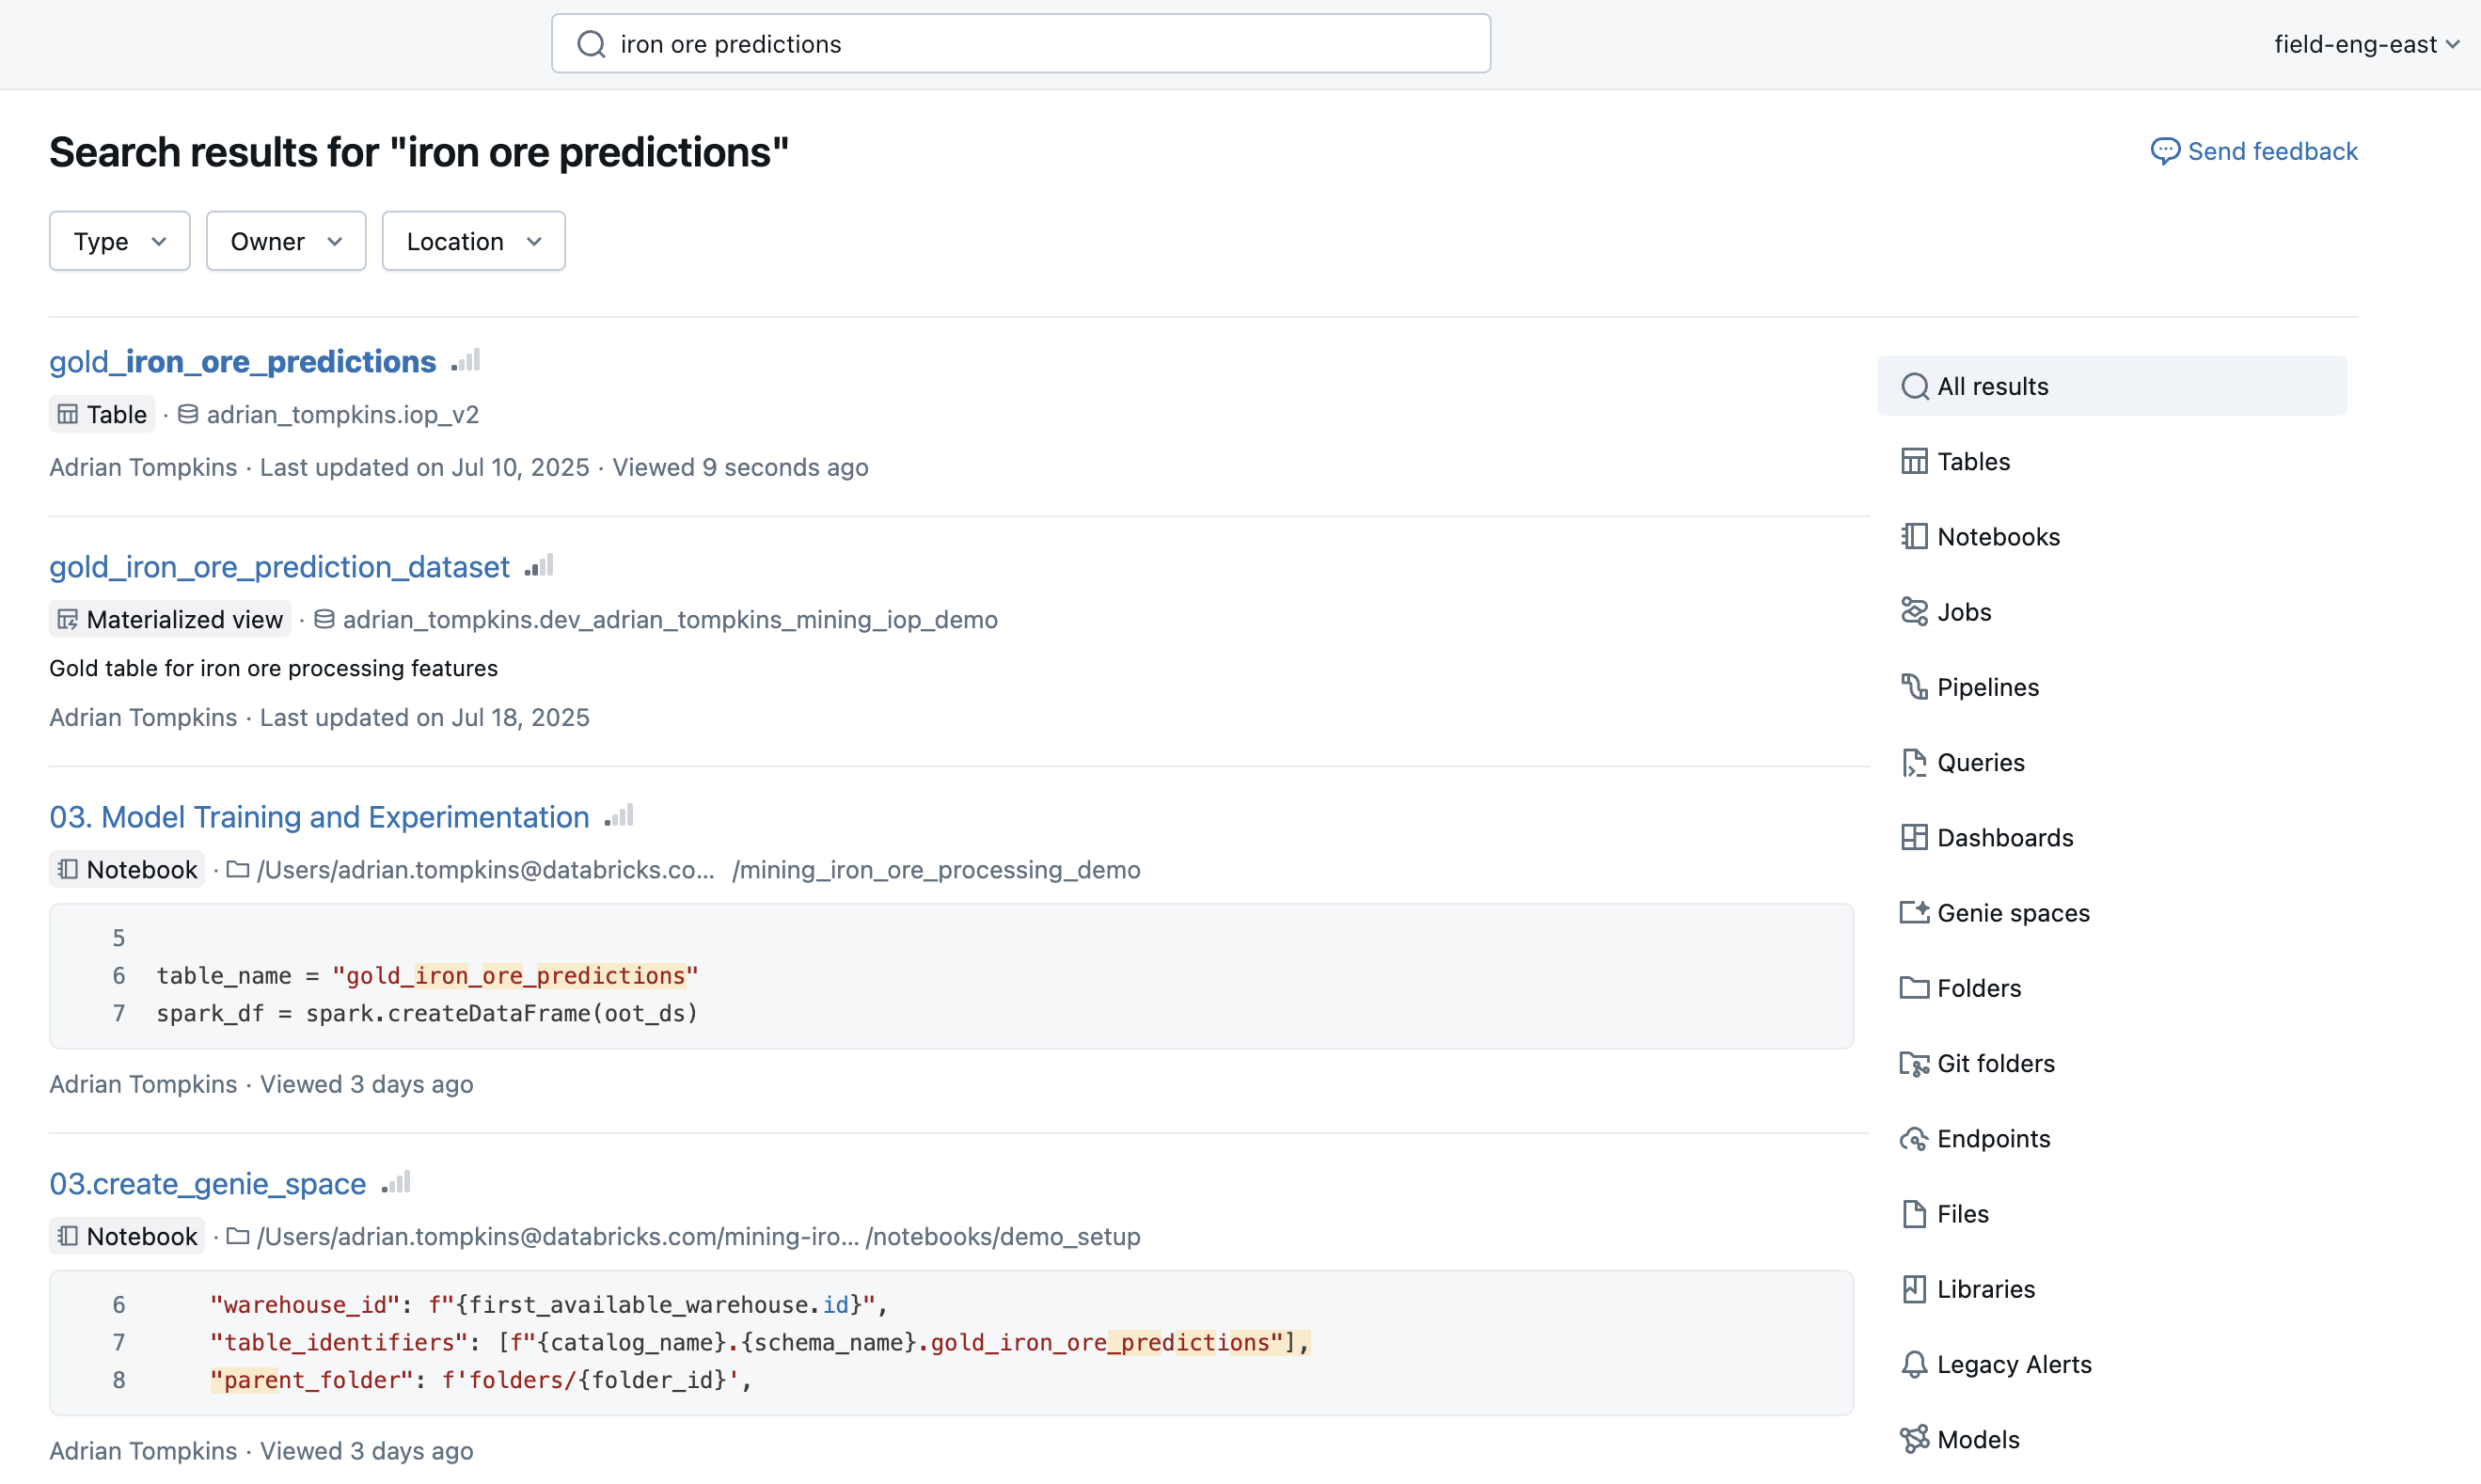 iron ore predictions
field-eng-east
Search results for "iron ore predictions"
Send feedback
Type
Owner
Location
gold_iron_ore_predictions
Table · adrian_tompkins.iop_v2
Adrian Tompkins · Last updated on Jul 10, 2025 · Viewed 9 seconds ago
gold_iron_ore_prediction_dataset
Materialized view · adrian_tompkins.dev_adrian_tompkins_mining_iop_demo
Gold table for iron ore processing features
Adrian Tompkins · Last updated on Jul 18, 2025
03. Model Training and Experimentation
Notebook · /Users/adrian.tompkins@databricks.co... /mining_iron_ore_processing_demo
5
6 table_name = "gold_iron_ore_predictions"
7 spark_df = spark.createDataFrame(oot_ds)
Adrian Tompkins · Viewed 3 days ago
03.create_genie_space
Notebook · /Users/adrian.tompkins@databricks.com/mining-iro... /notebooks/demo_setup
6 "warehouse_id": f"{first_available_warehouse.id}",
7 "table_identifiers": [f"{catalog_name}.{schema_name}.gold_iron_ore_predictions"],
8 "parent_folder": f'folders/{folder_id}',
Adrian Tompkins · Viewed 3 days ago
All results
Tables
Notebooks
Jobs
Pipelines
Queries
Dashboards
Genie spaces
Folders
Git folders
Endpoints
Files
Libraries
Legacy Alerts
Models